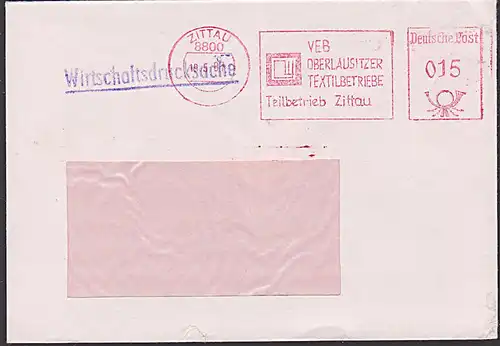 ZITTAU
8800
Wirtschaftsdrucksache
VEB
OBERLAUSITZER
TEXTILBETRIEBE
Teilbetrieb Zittau
Deutsche Post
015